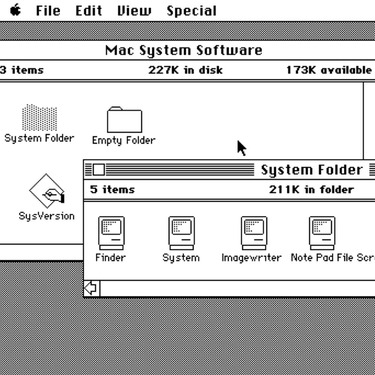 File Edit View Special
Mac System Software
3 items 227K in disk 173K available
System Folder Empty Folder
System Folder
5 items 211K in folder
SysVersion
Finder System Imagewriter Note Pad File Scr